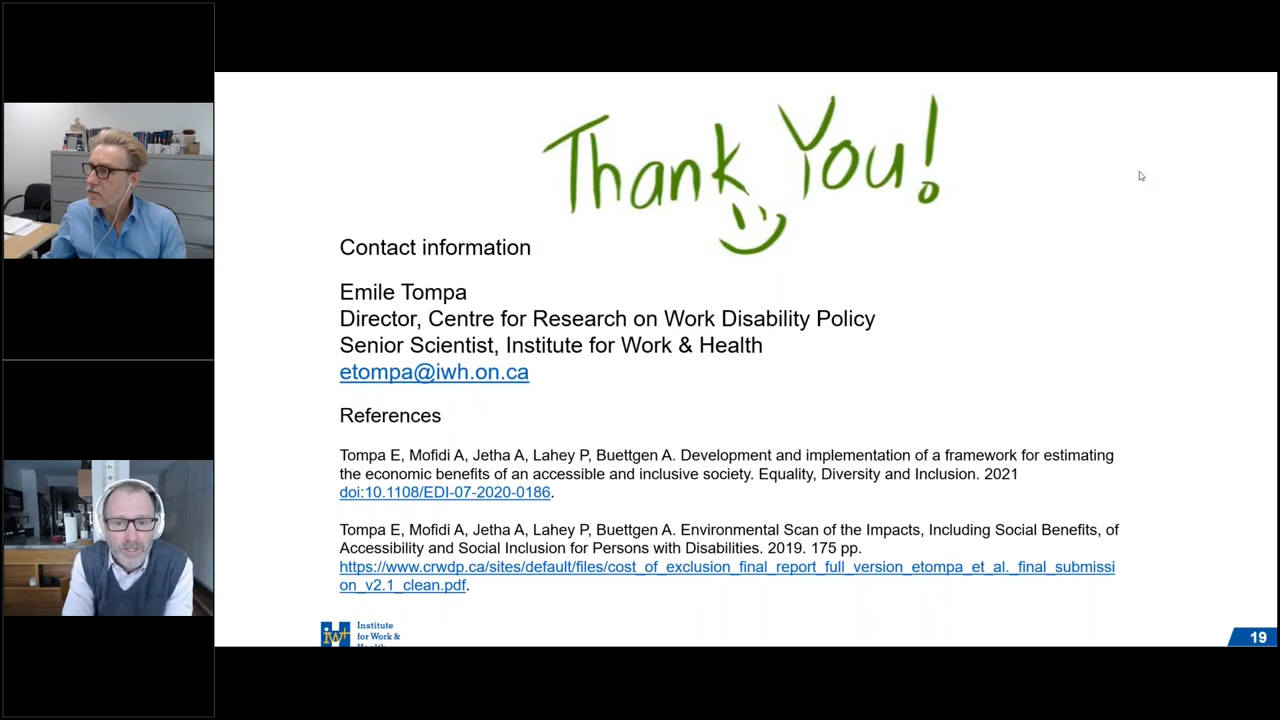 Thank You!
Contact information
Emile Tompa
Director, Centre for Research on Work Disability Policy
Senior Scientist, Institute for Work & Health
etompa@iwh.on.ca
References
Tompa E, Mofidi A, Jetha A, Lahey P, Buettgen A. Development and implementation of a framework for estimating
the economic benefits of an accessible and inclusive society. Equality, Diversity and Inclusion. 2021
doi:10.1108/EDI-07-2020-0186.
Tompa E, Mofidi A, Jetha A, Lahey P, Buettgen A. Environmental Scan of the Impacts, Including Social Benefits, of
Accessibility and Social Inclusion for Persons with Disabilities. 2019. 175 pp.
https://www.crwdp.ca/sites/default/files/cost_of_exclusion_final_report_full_version_etompa_et_al._final_submissi
on_v2.1_clean.pdf.
iwh
Institute
for Work &
Health
19